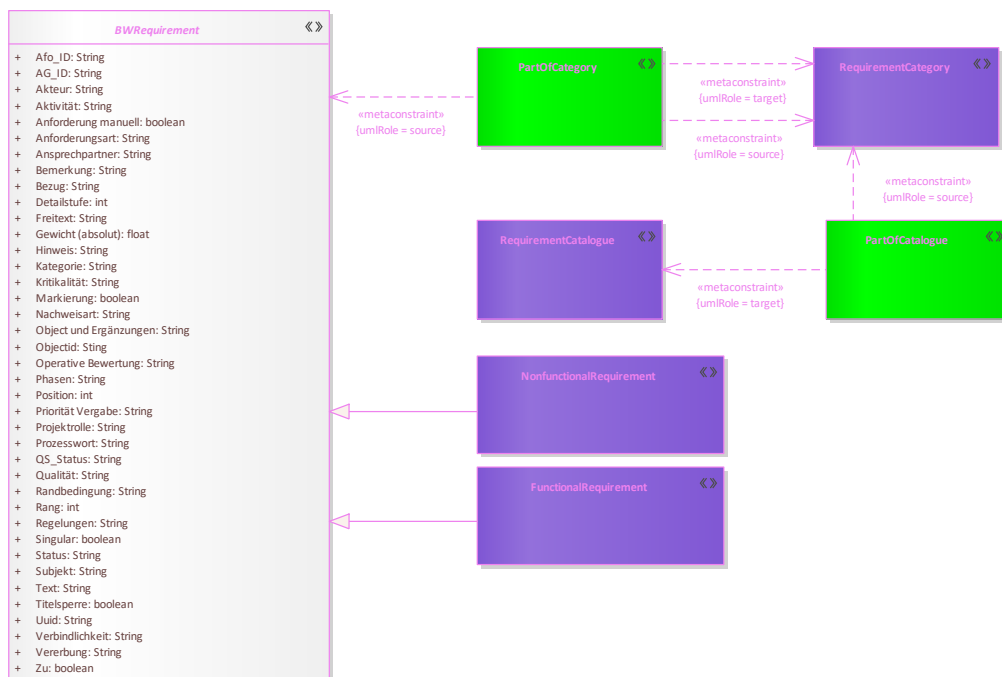 BWRequirement
«»
+ Afo_ID: String
+ AG_ID: String
+ Akteur: String
+ Aktivität: String
+ Anforderung manuell: boolean
+ Anforderungsart: String
+ Ansprechpartner: String
+ Bemerkung: String
+ Bezug: String
+ Detailstufe: int
+ Freitext: String
+ Gewicht (absolut): float
+ Hinweis: String
+ Kategorie: String
+ Kritikalität: String
+ Markierung: boolean
+ Nachweisart: String
+ Object und Ergänzungen: String
+ Objectid: Sting
+ Operative Bewertung: String
+ Phasen: String
+ Position: int
+ Priorität Vergabe: String
+ Projektrolle: String
+ Prozesswort: String
+ QS_Status: String
+ Qualität: String
+ Randbedingung: String
+ Rang: int
+ Regelungen: String
+ Singular: boolean
+ Status: String
+ Subjekt: String
+ Text: String
+ Titelsperre: boolean
+ Uuid: String
+ Verbindlichkeit: String
+ Vererbung: String
+ Zu: boolean
«metaconstraint»
{umlRole = source}
PartOfCategory
«»
«metaconstraint»
{umlRole = target}
«metaconstraint»
{umlRole = source}
RequirementCategory
«»
«metaconstraint»
{umlRole = source}
RequirementCatalogue
«»
«metaconstraint»
{umlRole = target}
PartOfCatalogue
«»
NonfunctionalRequirement
«»
FunctionalRequirement
«»